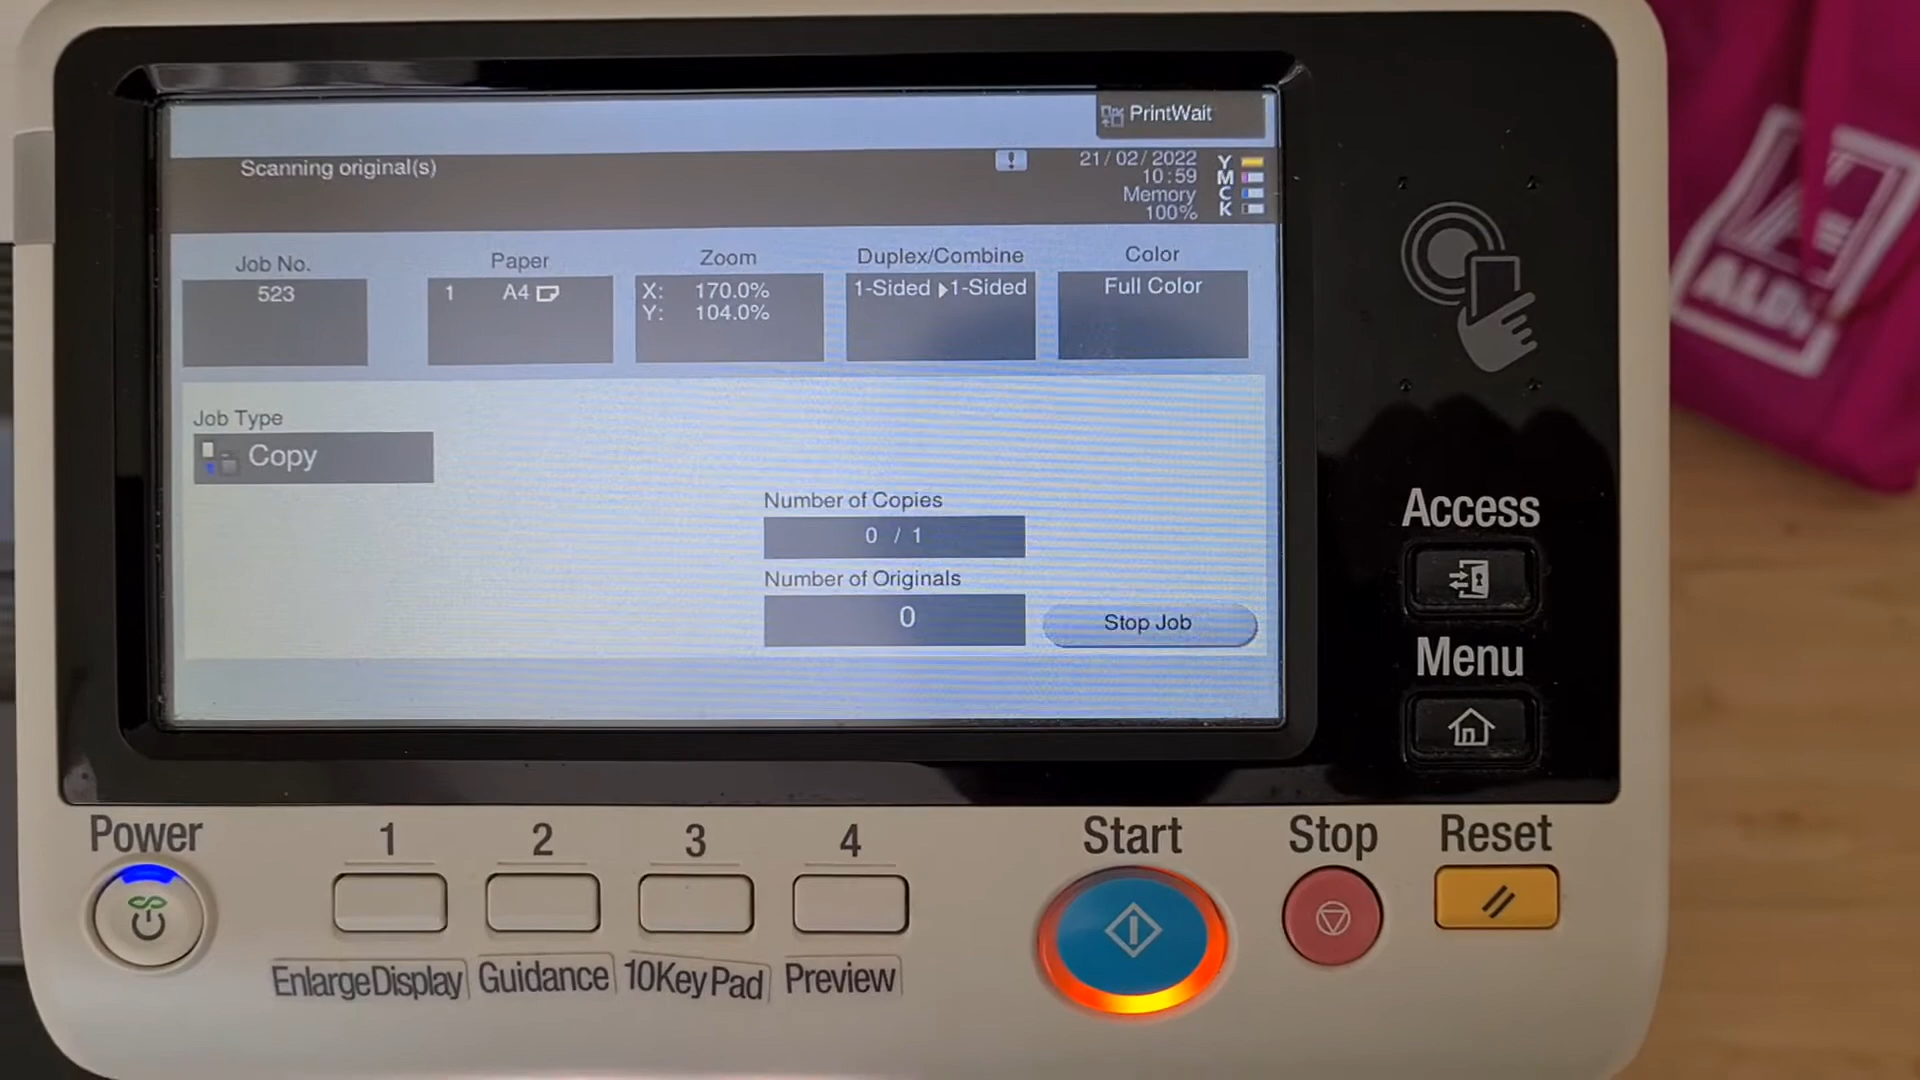 PrintWait
Scanning original(s)
!
21/02/2022
10:59
Memory
100%
Y
M
C
K
Job No.
523
Paper
1 A4
Zoom
X: 170.0%
Y: 104.0%
Duplex/Combine
1-Sided ▶1-Sided
Color
Full Color
Job Type
Copy
Number of Copies
0 / 1
Number of Originals
0
Stop Job
Access
Menu
Power
1
2
3
4
Start
Stop
Reset
EnlargeDisplay
Guidance
10KeyPad
Preview
ALDI